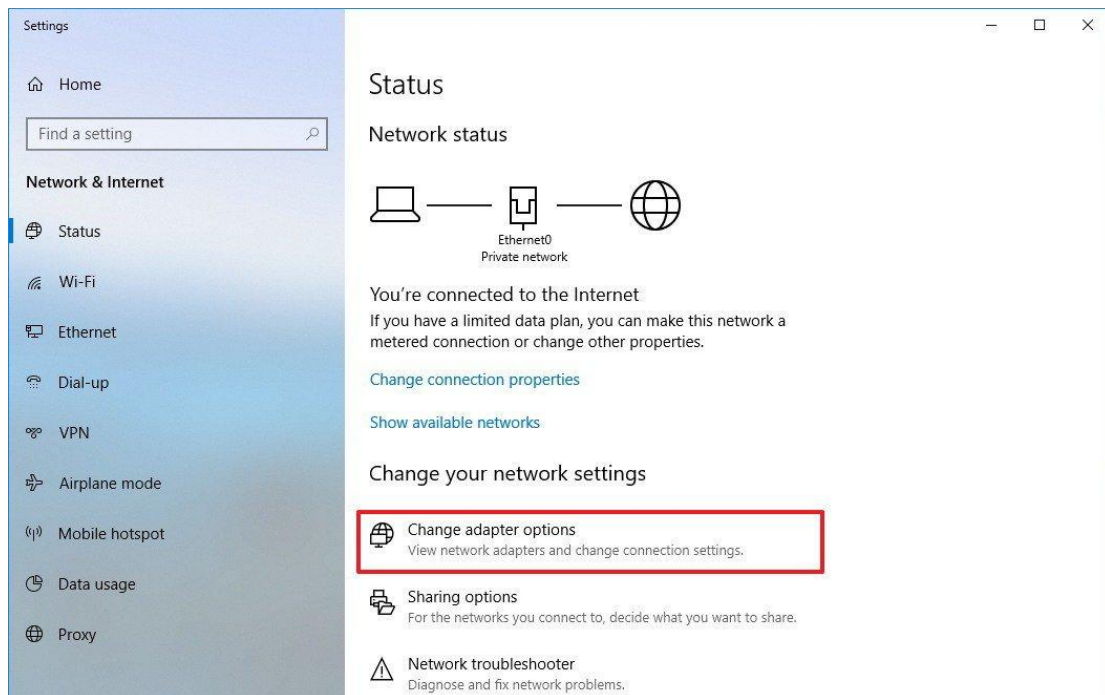 Settings
Home
Find a setting
Network & Internet
Status
Wi-Fi
Ethernet
Dial-up
VPN
Airplane mode
Mobile hotspot
Data usage
Proxy
Status
Network status
Ethernet0
Private network
You're connected to the Internet
If you have a limited data plan, you can make this network a
metered connection or change other properties.
Change connection properties
Show available networks
Change your network settings
Change adapter options
View network adapters and change connection settings.
Sharing options
For the networks you connect to, decide what you want to share.
Network troubleshooter
Diagnose and fix network problems.